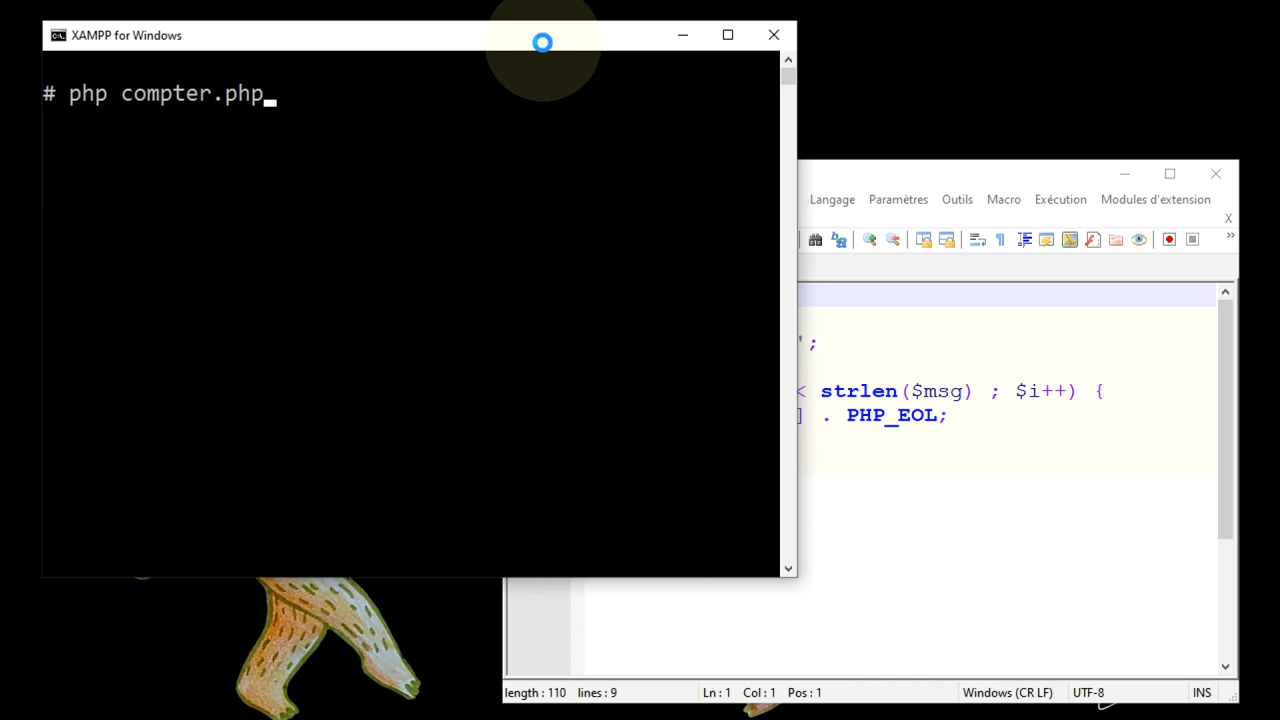 XAMPP for Windows
# php compter.php
Langage Paramètres Outils Macro Exécution Modules d'extension
X
';
< strlen($msg) ; $i++) {
] . PHP_EOL;
length : 110 lines : 9 Ln : 1 Col : 1 Pos : 1 Windows (CR LF) UTF-8 INS